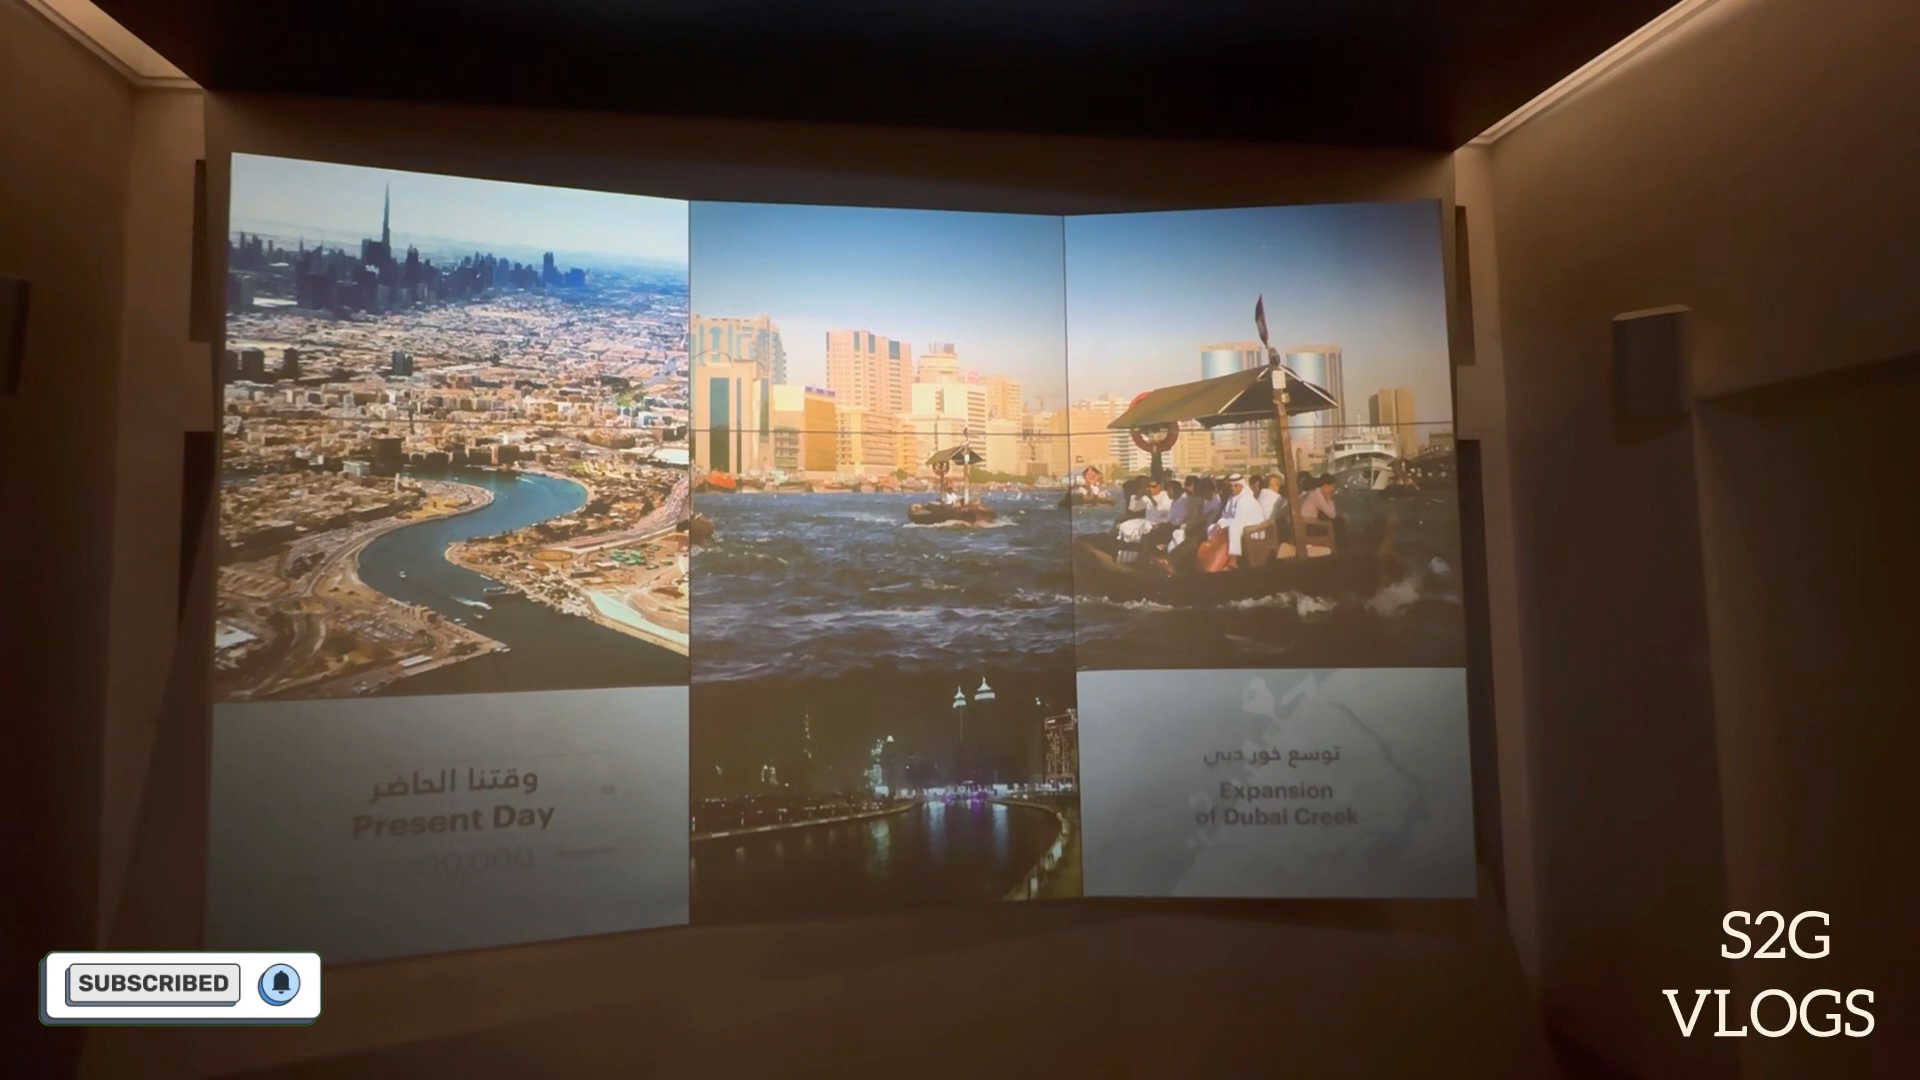 وقتنا الحاضر
Present Day
توسع خور دبي
Expansion
of Dubai Creek
SUBSCRIBED
S2G
VLOGS